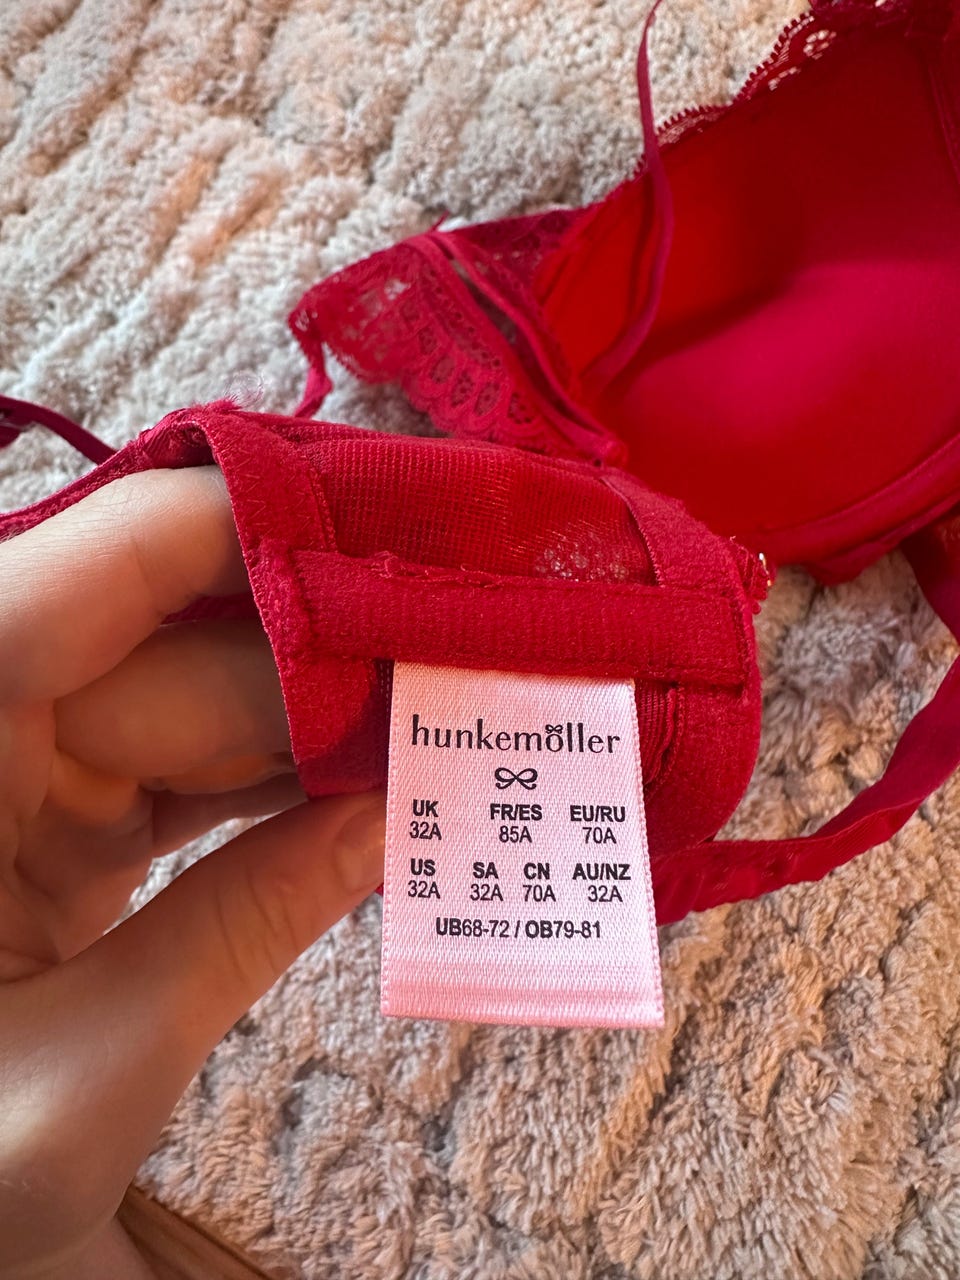 hunkemöller
UK FR/ES EU/RU
32A 85A 70A
US SA CN AU/NZ
32A 32A 70A 32A
UB68-72 / OB79-81